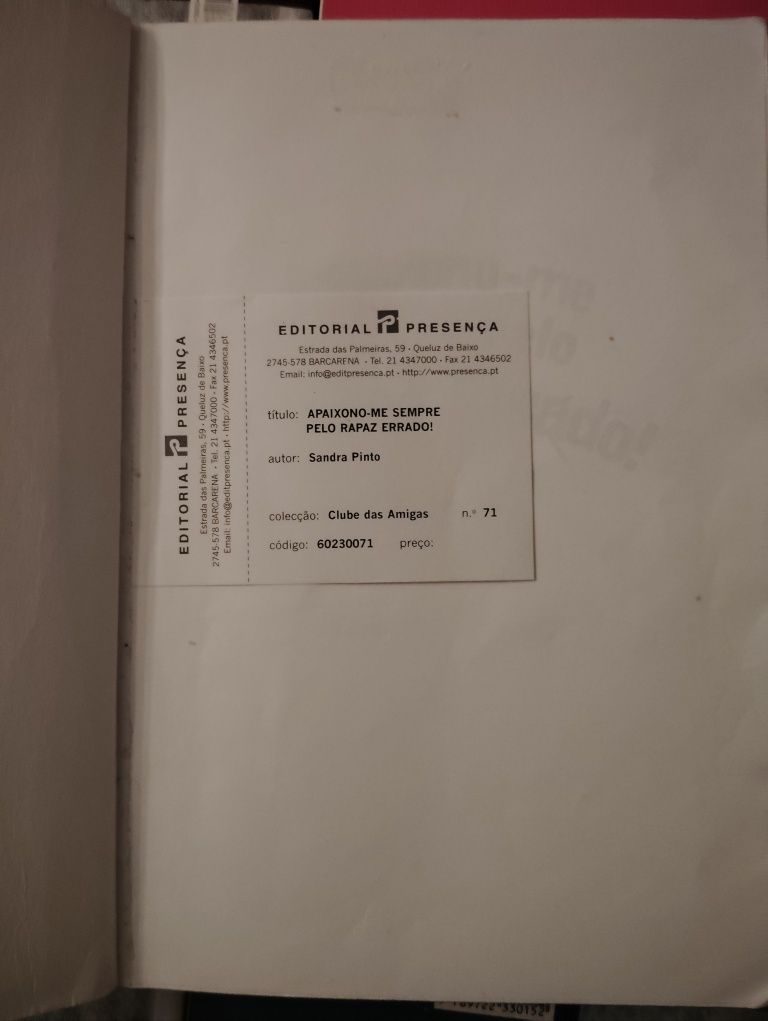 EDITORIAL PRESENÇA
Estrada das Palmeiras, 59 · Queluz de Baixo
2745-578 BARCARENA · Tel. 21 4347000 · Fax 21 4346502
Email: info@editpresenca.pt · http://www.presenca.pt
EDITORIAL PRESENÇA
Estrada das Palmeiras, 59 · Queluz de Baixo
2745-578 BARCARENA · Tel. 21 4347000 · Fax 21 4346502
Email: info@editpresenca.pt · http://www.presenca.pt
título: APAIXONO-ME SEMPRE
PELO RAPAZ ERRADO!
autor: Sandra Pinto
colecção: Clube das Amigas n.º 71
código: 60230071 preço: